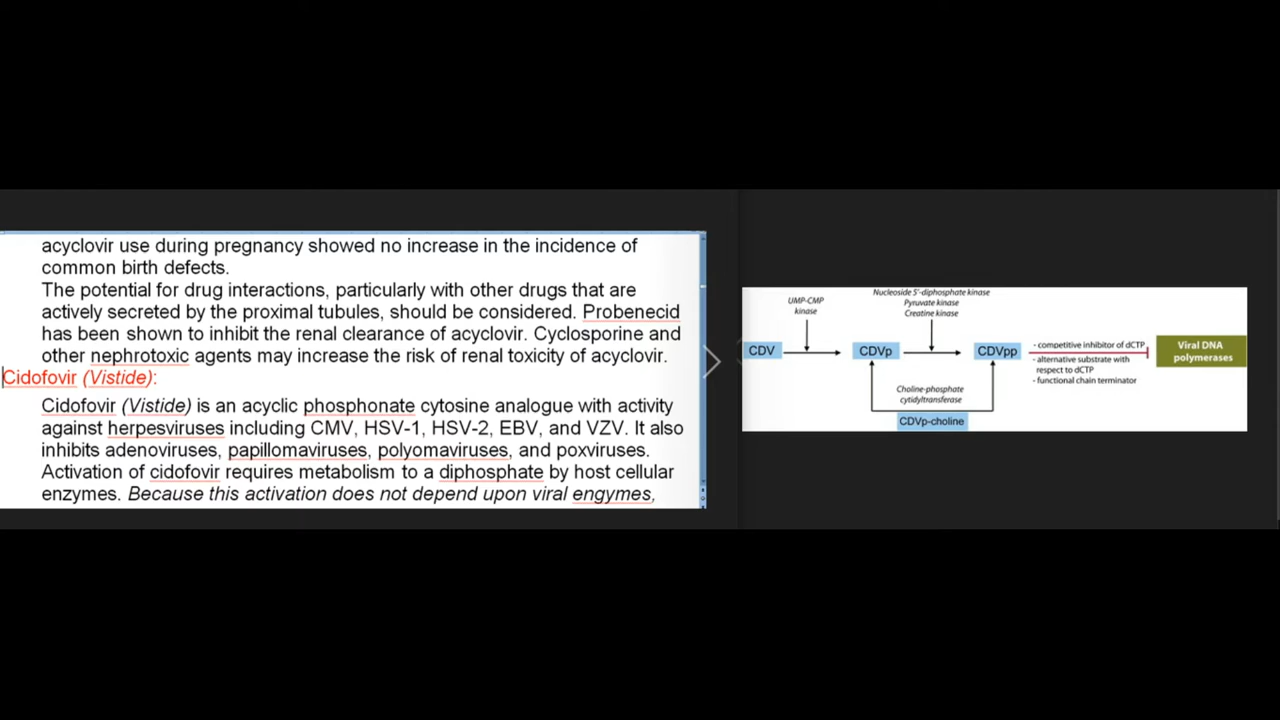 acyclovir use during pregnancy showed no increase in the incidence of
common birth defects.
The potential for drug interactions, particularly with other drugs that are
actively secreted by the proximal tubules, should be considered. Probenecid
has been shown to inhibit the renal clearance of acyclovir. Cyclosporine and
other nephrotoxic agents may increase the risk of renal toxicity of acyclovir.
Cidofovir (Vistide):
Cidofovir (Vistide) is an acyclic phosphonate cytosine analogue with activity
against herpesviruses including CMV, HSV-1, HSV-2, EBV, and VZV. It also
inhibits adenoviruses, papillomaviruses, polyomaviruses, and poxviruses.
Activation of cidofovir requires metabolism to a diphosphate by host cellular
enzymes. Because this activation does not depend upon viral engymes,
UMP-CMP
kinase
Nucleoside 5'-diphosphate kinase
Pyruvate kinase
Creatine kinase
CDV
CDVp
CDVpp
- competitive inhibitor of dCTP
- alternative substrate with
respect to dCTP
- functional chain terminator
Viral DNA
polymerases
Choline-phosphate
cytidyltransferase
CDVp-choline